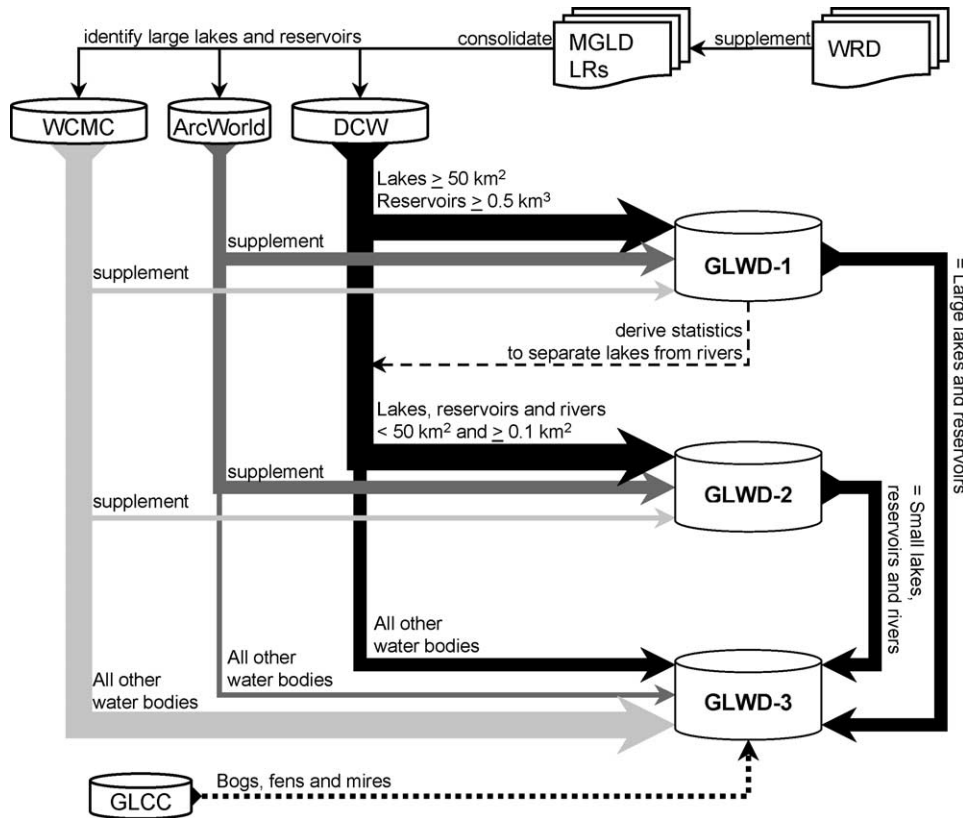 identify large lakes and reservoirs
consolidate
MGLD
LRs
supplement
WRD
WCMC
ArcWorld
DCW
Lakes ≥ 50 km²
Reservoirs ≥ 0.5 km³
supplement
supplement
GLWD-1
derive statistics
to separate lakes from rivers
= Large lakes and reservoirs
Lakes, reservoirs and rivers
< 50 km² and ≥ 0.1 km²
supplement
supplement
GLWD-2
= Small lakes,
reservoirs and rivers
All other
water bodies
All other
water bodies
All other
water bodies
GLWD-3
Bogs, fens and mires
GLCC